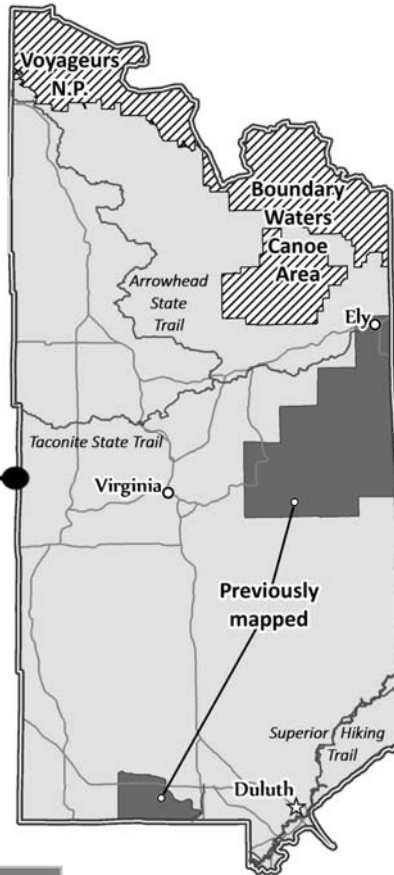 Voyageurs
N.P.
Boundary
Waters
Canoe
Area
Arrowhead
State
Trail
Ely
Taconite State Trail
Virginia
Previously
mapped
Superior Hiking
Trail
Duluth